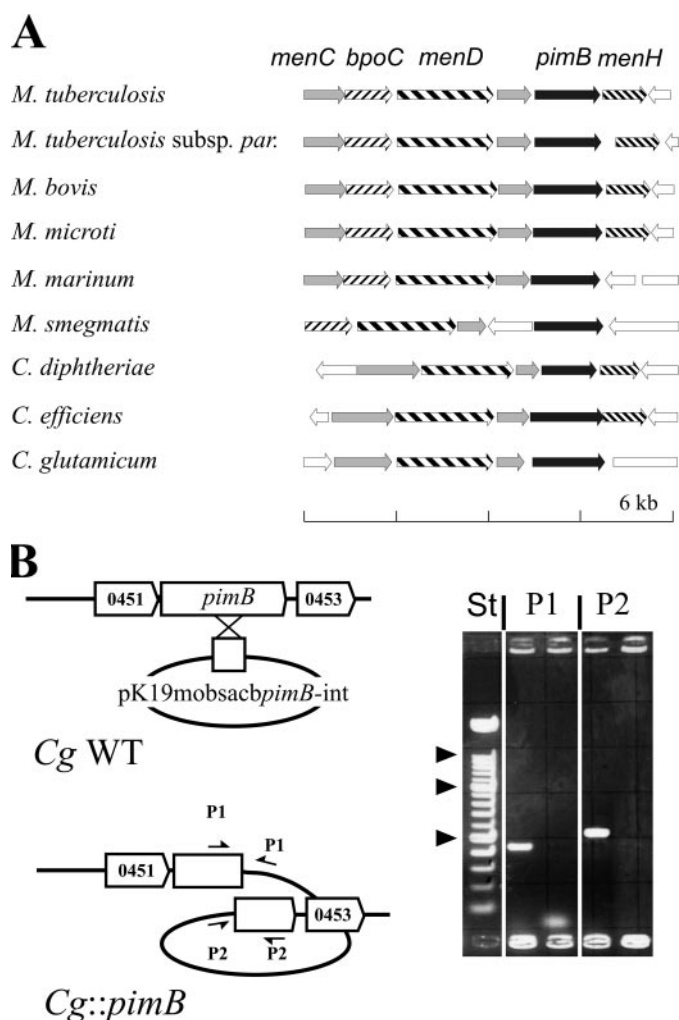 A
menC bpoC menD pimB menH
M. tuberculosis
M. tuberculosis subsp. par.
M. bovis
M. microti
M. marinum
M. smegmatis
C. diphtheriae
C. efficiens
C. glutamicum
6 kb
B
0451 pimB 0453
pK19mobsacbpimB-int
Cg WT
P1
P1
0451
0453
P2 P2
Cg::pimB
St P1 P2